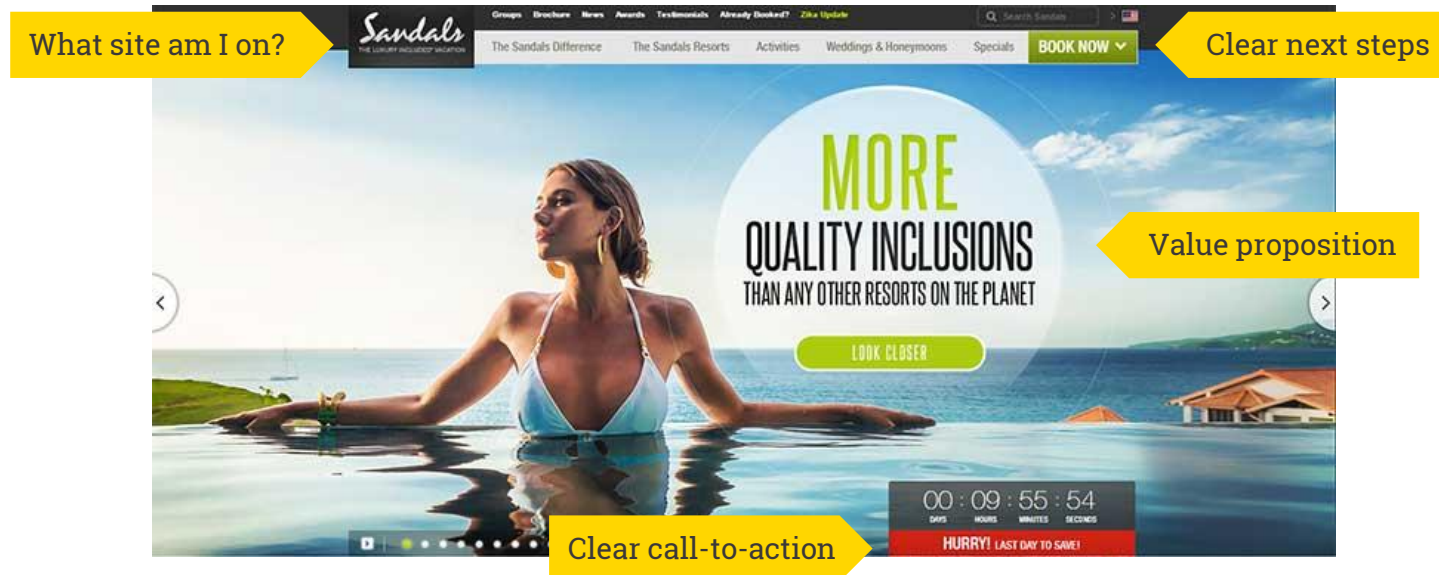 Groups Brochure News Awards Testimonials Already Booked? Zika Update
Search Sandals >
What site am I on?
Sandals
THE LUXURY INCLUDED® VACATION
The Sandals Difference The Sandals Resorts Activities Weddings & Honeymoons Specials BOOK NOW
Clear next steps
MORE
QUALITY INCLUSIONS
THAN ANY OTHER RESORTS ON THE PLANET
Value proposition
LOOK CLOSER
00 : 09 : 55 : 54
DAYS HOURS MINUTES SECONDS
HURRY! LAST DAY TO SAVE!
Clear call-to-action